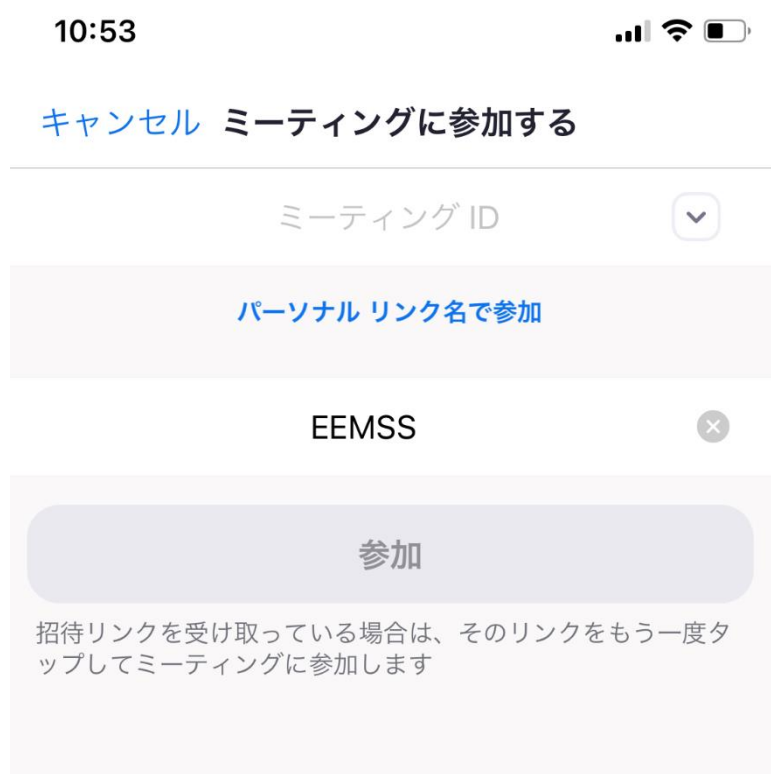 10:53
キャンセル ミーティングに参加する
ミーティング ID
パーソナル リンク名で参加
EEMSS
参加
招待リンクを受け取っている場合は、そのリンクをもう一度タ
ップしてミーティングに参加します